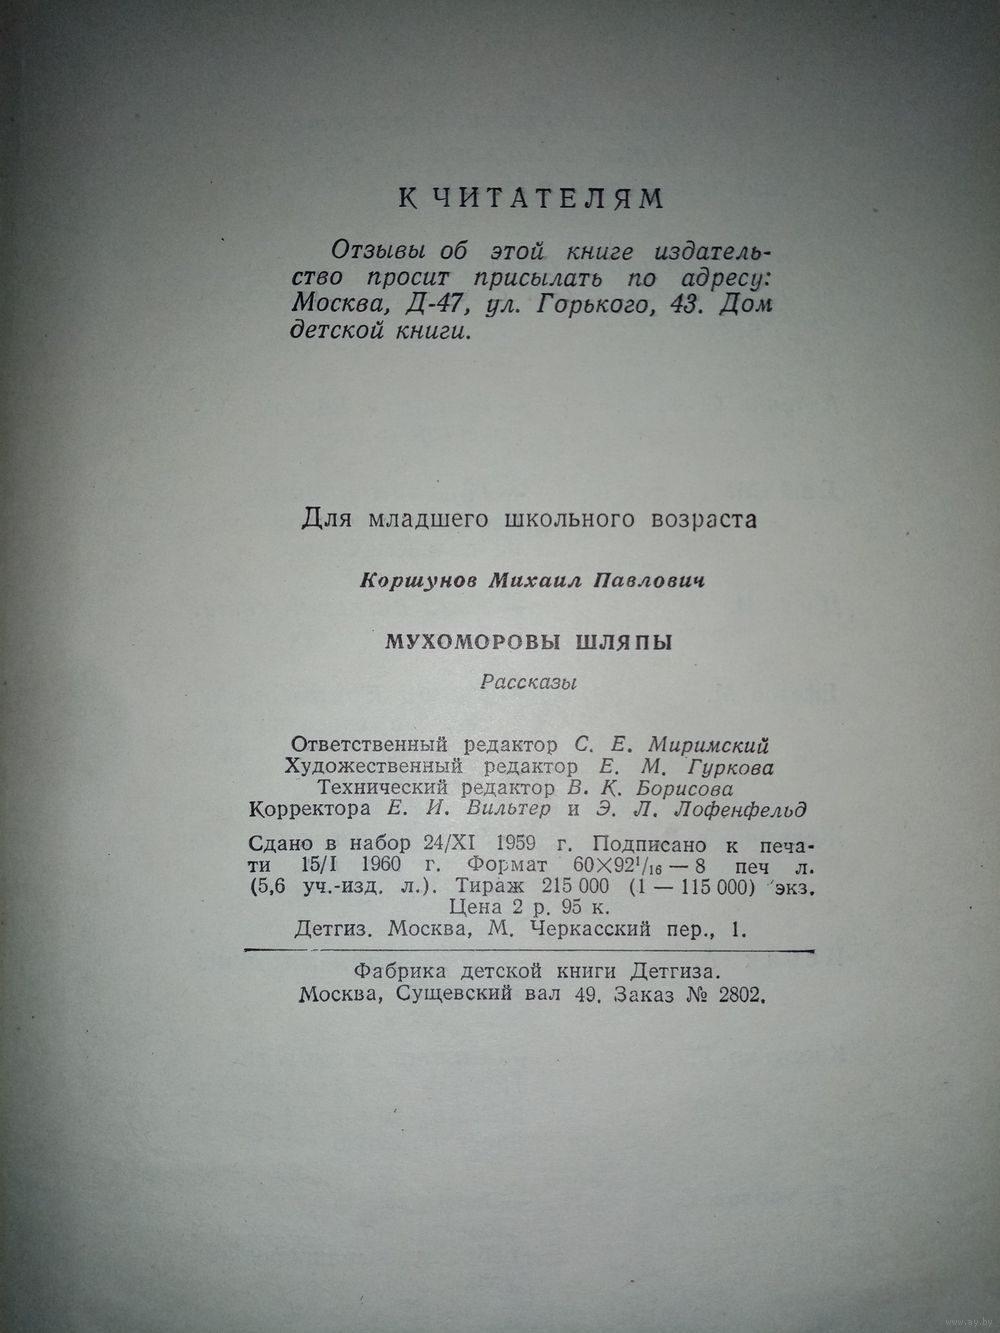 К ЧИТАТЕЛЯМ
Отзывы об этой книге издатель-
ство просит присылать по адресу:
Москва, Д-47, ул. Горького, 43. Дом
детской книги.
Для младшего школьного возраста
Коршунов Михаил Павлович
МУХОМОРОВЫ ШЛЯПЫ
Рассказы
Ответственный редактор С. Е. Миримский
Художественный редактор Е. М. Гуркова
Технический редактор В. К. Борисова
Корректора Е. И. Вильтер и Э. Л. Лофенфельд
Сдано в набор 24/XI 1959 г. Подписано к печа-
ти 15/I 1960 г. Формат 60×92¹/₁₆ — 8 печ л.
(5,6 уч.-изд. л.). Тираж 215 000 (1 — 115 000) экз.
Цена 2 р. 95 к.
Детгиз. Москва, М. Черкасский пер., 1.
Фабрика детской книги Детгиза.
Москва, Сущевский вал 49. Заказ № 2802.
www.ay.by